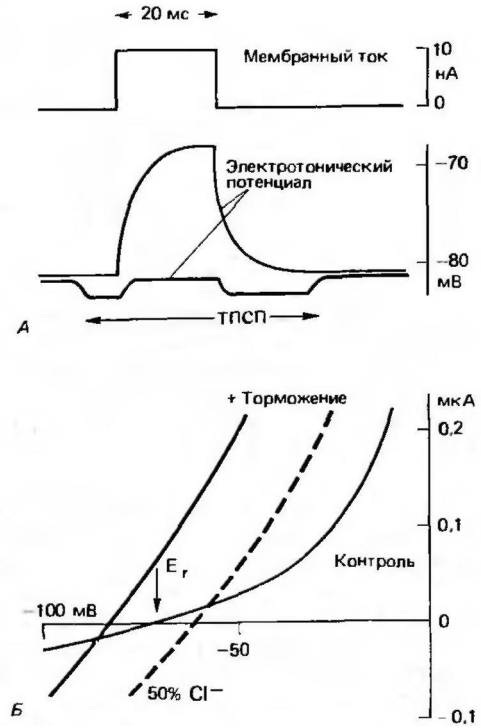 20 мс
Мембранный ток
10
нА
0
Электротонический
потенциал
−70
−80
мВ
А
ТПСП
+ Торможение
мкА
0,2
0,1
Контроль
Er
−100 мВ
0
−50
50% Cl−
Б
−0,1